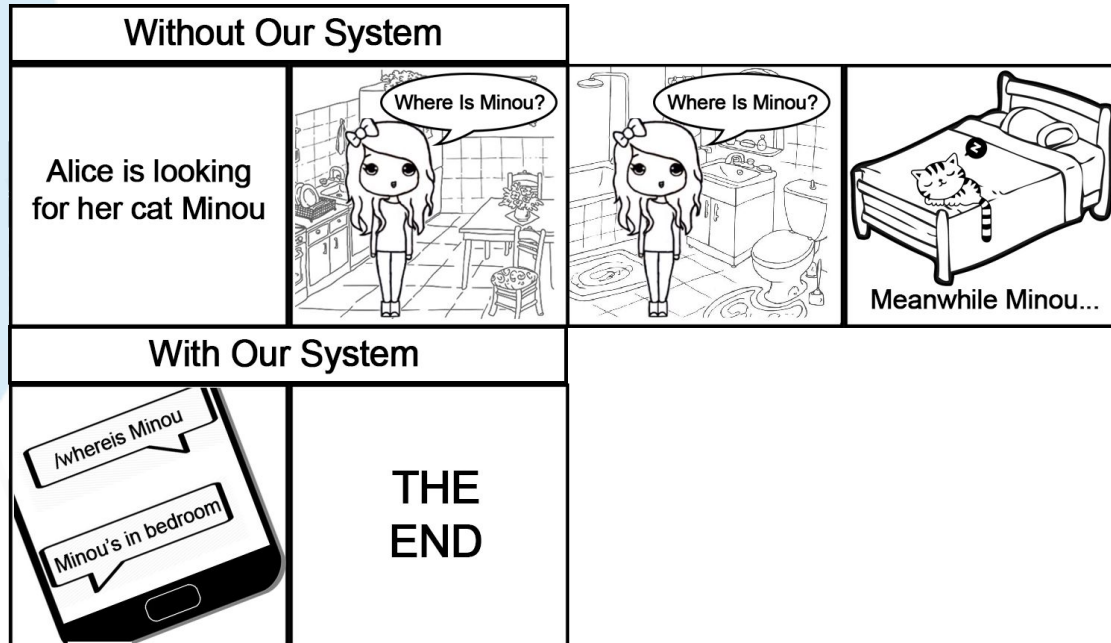 Without Our System
Alice is looking
for her cat Minou
Where Is Minou?
Where Is Minou?
Z
Meanwhile Minou...
With Our System
/whereis Minou
Minou's in bedroom
THE
END